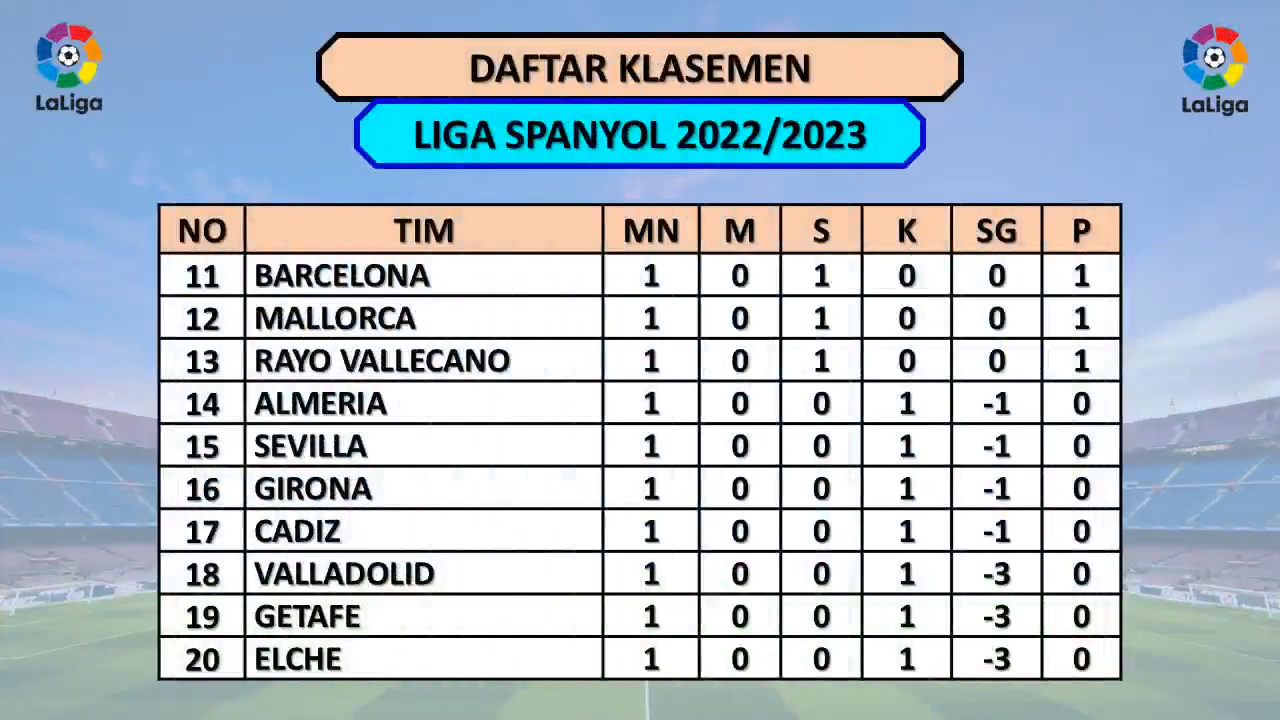 LaLiga
DAFTAR KLASEMEN
LaLiga
LIGA SPANYOL 2022/2023
NO TIM MN M S K SG P
11 BARCELONA 1 0 1 0 0 1
12 MALLORCA 1 0 1 0 0 1
13 RAYO VALLECANO 1 0 1 0 0 1
14 ALMERIA 1 0 0 1 -1 0
15 SEVILLA 1 0 0 1 -1 0
16 GIRONA 1 0 0 1 -1 0
17 CADIZ 1 0 0 1 -1 0
18 VALLADOLID 1 0 0 1 -3 0
19 GETAFE 1 0 0 1 -3 0
20 ELCHE 1 0 0 1 -3 0